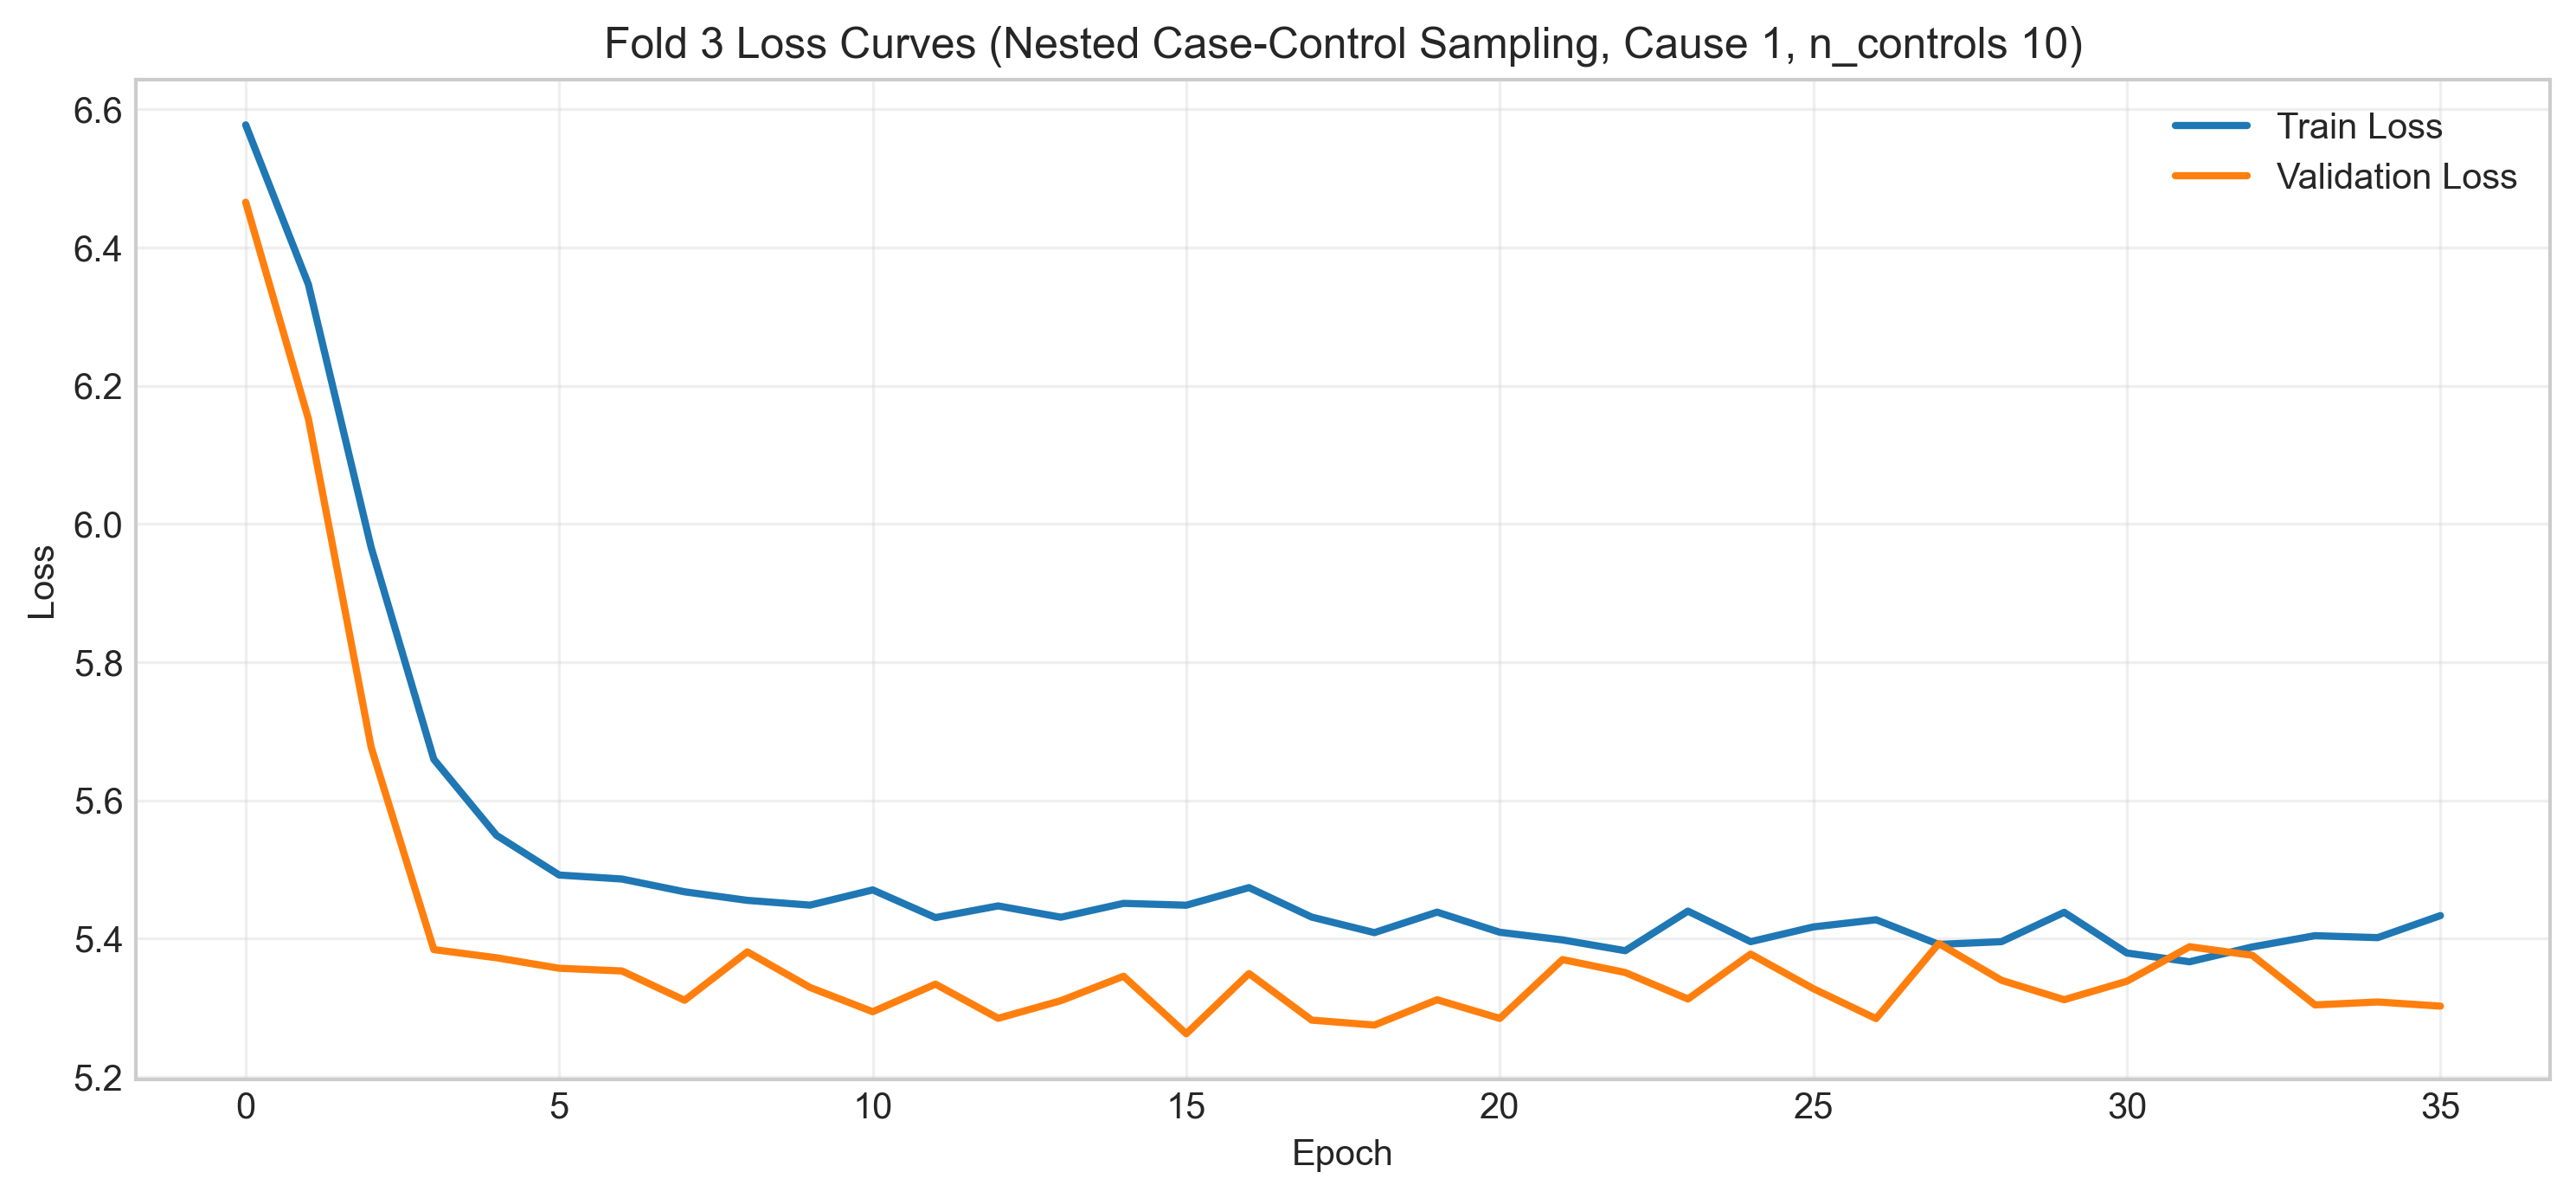 Fold 3 Loss Curves (Nested Case-Control Sampling, Cause 1, n_controls 10)
Train Loss
Validation Loss
6.6
6.4
6.2
6.0
5.8
5.6
5.4
5.2
Loss
0 5 10 15 20 25 30 35
Epoch